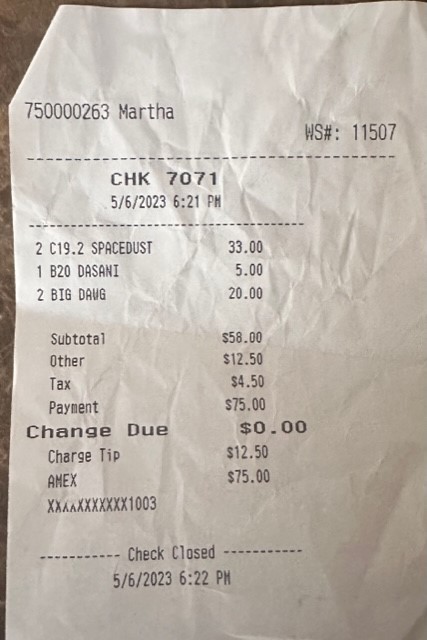 750000263 Martha
WS#: 11507
CHK 7071
5/6/2023 6:21 PM
2 C19.2 SPACEDUST 33.00
1 B20 DASANI 5.00
2 BIG DAWG 20.00
Subtotal $58.00
Other $12.50
Tax $4.50
Payment $75.00
Change Due $0.00
Charge Tip $12.50
AMEX $75.00
XXXXXXXXXXX1003
----------- Check Closed -----------
5/6/2023 6:22 PM